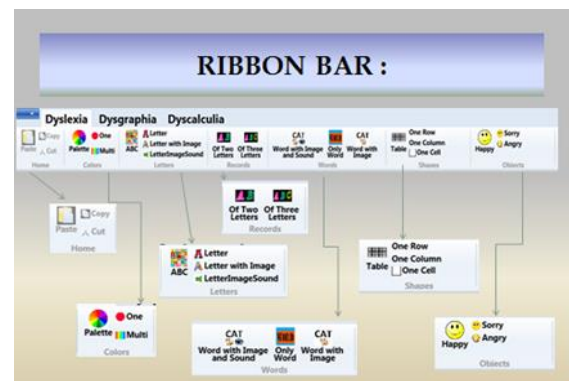 RIBBON BAR :
Dyslexia Dysgraphia Dyscalculia
Copy
Paste
Cut
Home
One
Palette Multi
Colors
Letter
Letter with Image
ABC LetterImageSound
Letters
Of Two Letters
Of Three Letters
Records
CAT
Word with Image and Sound
Only Word
CAT
Word with Image
Words
One Row
One Column
Table One Cell
Shapes
Sorry
Happy Angry
Objects
Copy
Paste Cut
Home
Of Two Letters
Of Three Letters
Records
Letter
Letter with Image
ABC LetterImageSound
Letters
One Row
One Column
Table One Cell
Shapes
One
Palette Multi
Colors
CAT
Word with Image and Sound
Only Word
CAT
Word with Image
Words
Sorry
Happy Angry
Objects